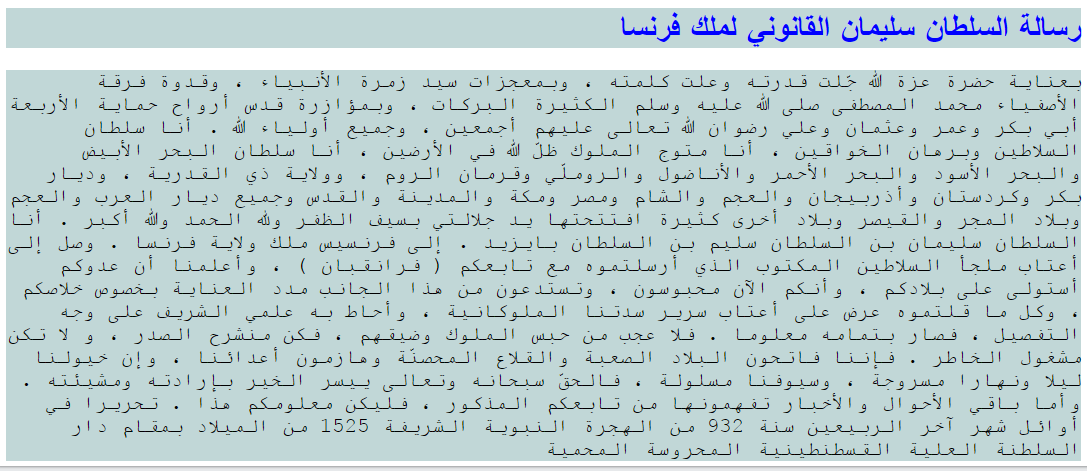 رسالة السلطان سليمان القانوني لملك فرنسا
بعناية حضرة عزة الله جّلت قدرته وعلت كلمته ، وبمعجزات سيد زمرة الأنبياء ، وقدوة فرقة
الأصفياء محمد المصطفى صلى الله عليه وسلم الكثيرة البركات ، وبمؤازرة قدس أرواح حماية الأربعة
أبي بكر وعمر وعثمان وعلي رضوان الله تعالى عليهم أجمعين ، وجميع أولياء الله . أنا سلطان
السلاطين وبرهان الخواقين ، أنا متوج الملوك ظلّ الله في الأرضين ، أنا سلطان البحر الأبيض
والبحر الأسود والبحر الأحمر والأناضول والروملّي وقرمان الروم ، وولاية ذي القدرية ، وديار
بكر وكردستان وأذربيجان والعجم والشام ومصر ومكة والمدينة والقدس وجميع ديار العرب والعجم
وبلاد المجر والقيصر وبلاد أخرى كثيرة افتتحتها يد جلالتي بسيف الظفر ولله الحمد والله أكبر . أنا
السلطان سليمان بن السلطان سليم بن السلطان بايزيد . إلى فرنسيس ملك ولاية فرنسا . وصل إلى
أعتاب ملجأ السلاطين المكتوب الذي أرسلتموه مع تابعكم ( فرانقبان ) ، وأعلمنا أن عدوكم
أستولى على بلادكم ، وأنكم الآن محبوسون ، وتستدعون من هذا الجانب مدد العناية بخصوص خلاصكم
، وكل ما قلتموه عرض على أعتاب سرير سدتنا الملوكانية ، وأحاط به علمي الشريف على وجه
التفصيل ، فصار بتمامه معلوما . فلا عجب من حبس الملوك وضيقهم ، فكن منشرح الصدر ، و لا تكن
مشغول الخاطر . فإننا فاتحون البلاد الصعبة والقلاع المحصنّة وهازمون أعدائنا ، وإن خيولنا
ليلا ونهارا مسروجة ، وسيوفنا مسلولة ، فالحقّ سبحانه وتعالى ييسر الخير بإرادته ومشيئته .
وأما باقي الأحوال والأخبار تفهمونها من تابعكم المذكور ، فليكن معلومكم هذا . تحريرا في
أوائل شهر آخر الربيعين سنة 932 من الهجرة النبوية الشريفة 1525 من الميلاد بمقام دار
السلطنة العلية القسطنطينية المحروسة المحمية